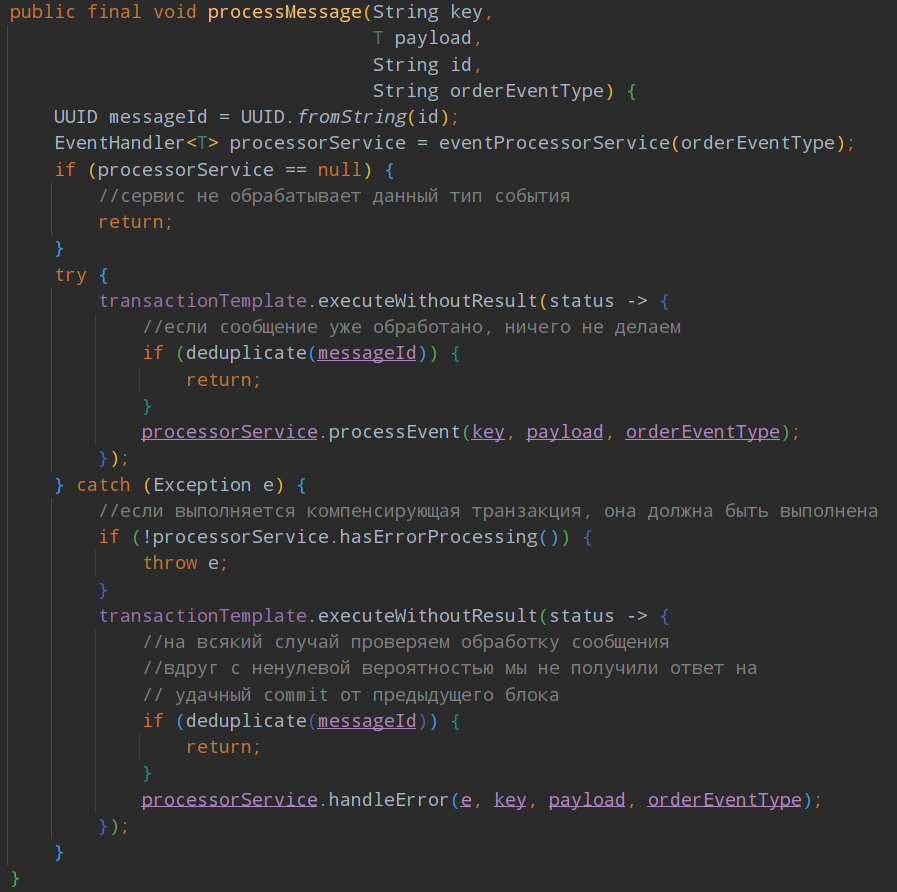 public final void processMessage(String key,
                                 T payload,
                                 String id,
                                 String orderEventType) {
    UUID messageId = UUID.fromString(id);
    EventHandler<T> processorService = eventProcessorService(orderEventType);
    if (processorService == null) {
        //сервис не обрабатывает данный тип события
        return;
    }
    try {
        transactionTemplate.executeWithoutResult(status -> {
            //если сообщение уже обработано, ничего не делаем
            if (deduplicate(messageId)) {
                return;
            }
            processorService.processEvent(key, payload, orderEventType);
        });
    } catch (Exception e) {
        //если выполняется компенсирующая транзакция, она должна быть выполнена
        if (!processorService.hasErrorProcessing()) {
            throw e;
        }
        transactionTemplate.executeWithoutResult(status -> {
            //на всякий случай проверяем обработку сообщения
            //вдруг с ненулевой вероятностью мы не получили ответ на
            // удачный commit от предыдущего блока
            if (deduplicate(messageId)) {
                return;
            }
            processorService.handleError(e, key, payload, orderEventType);
        });
    }
}